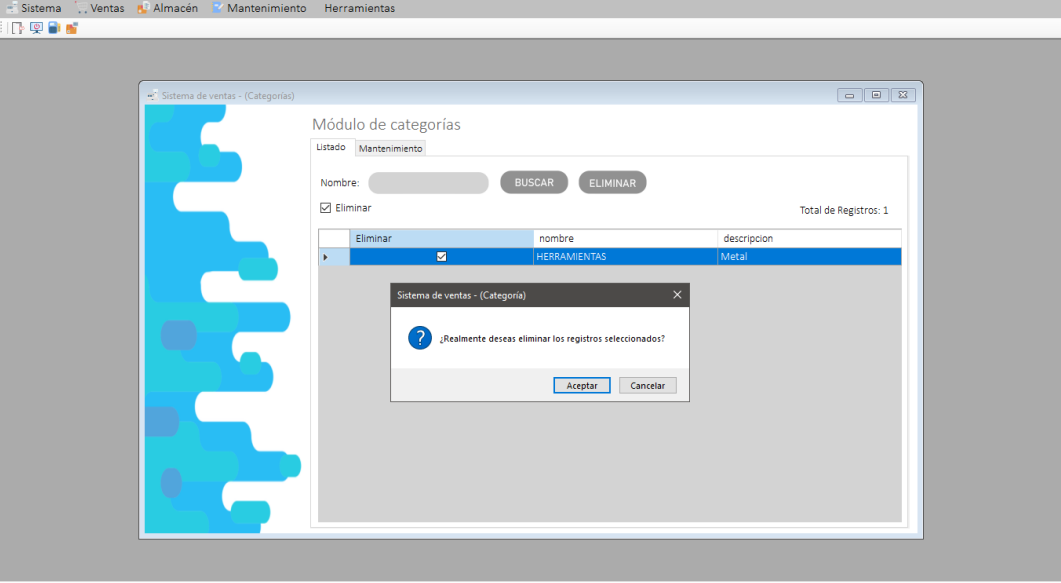 Sistema Ventas Almacén Mantenimiento Herramientas
Sistema de ventas - (Categorías)
Módulo de categorías
Listado Mantenimiento
Nombre: BUSCAR ELIMINAR
Eliminar
Total de Registros: 1
Eliminar nombre descripcion
HERRAMIENTAS Metal
Sistema de ventas - (Categoría)
¿Realmente deseas eliminar los registros seleccionados?
Aceptar Cancelar